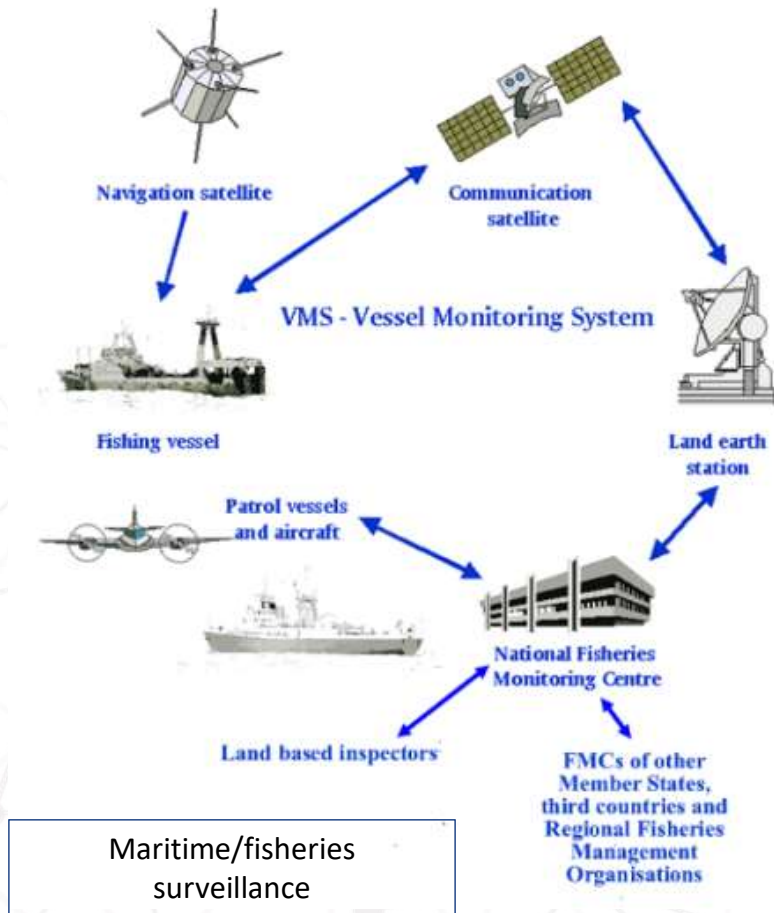 Navigation satellite
Communication
satellite
VMS - Vessel Monitoring System
Fishing vessel
Land earth
station
Patrol vessels
and aircraft
National Fisheries
Monitoring Centre
Land based inspectors
FMCs of other
Member States,
third countries and
Regional Fisheries
Management
Organisations
Maritime/fisheries
surveillance